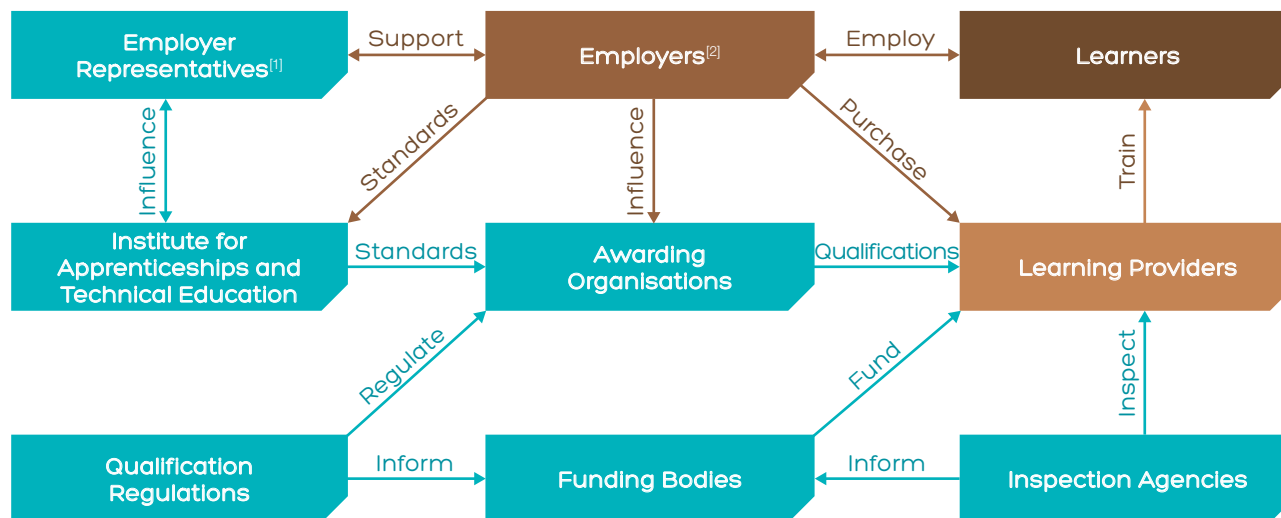 Employer
Representatives[1]
Support
Employers[2]
Employ
Learners
Influence
Standards
Influence
Purchase
Train
Institute for
Apprenticeships and
Technical Education
Standards
Awarding
Organisations
Qualifications
Learning Providers
Regulate
Fund
Inspect
Qualification
Regulations
Inform
Funding Bodies
Inform
Inspection Agencies